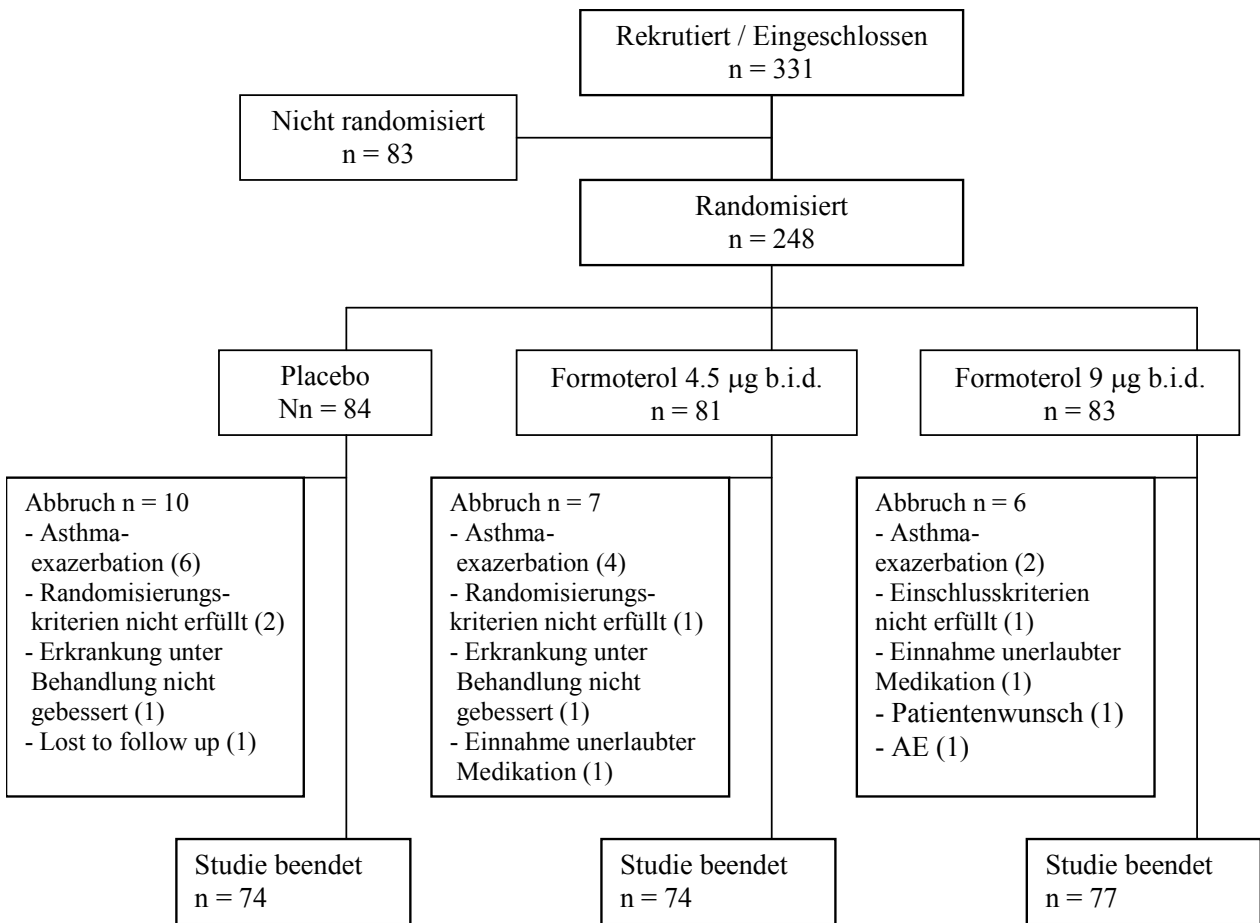 Rekrutiert / Eingeschlossen
n = 331
Nicht randomisiert
n = 83
Randomisiert
n = 248
Placebo
Nn = 84
Formoterol 4.5 µg b.i.d.
n = 81
Formoterol 9 µg b.i.d.
n = 83
Abbruch n = 10
- Asthma-
exazerbation (6)
- Randomisierungs-
kriterien nicht erfüllt (2)
- Erkrankung unter
Behandlung nicht
gebessert (1)
- Lost to follow up (1)
Abbruch n = 7
- Asthma-
exazerbation (4)
- Randomisierungs-
kriterien nicht erfüllt (1)
- Erkrankung unter
Behandlung nicht
gebessert (1)
- Einnahme unerlaubter
Medikation (1)
Abbruch n = 6
- Asthma-
exazerbation (2)
- Einschlusskriterien
nicht erfüllt (1)
- Einnahme unerlaubter
Medikation (1)
- Patientenwunsch (1)
- AE (1)
Studie beendet
n = 74
Studie beendet
n = 74
Studie beendet
n = 77